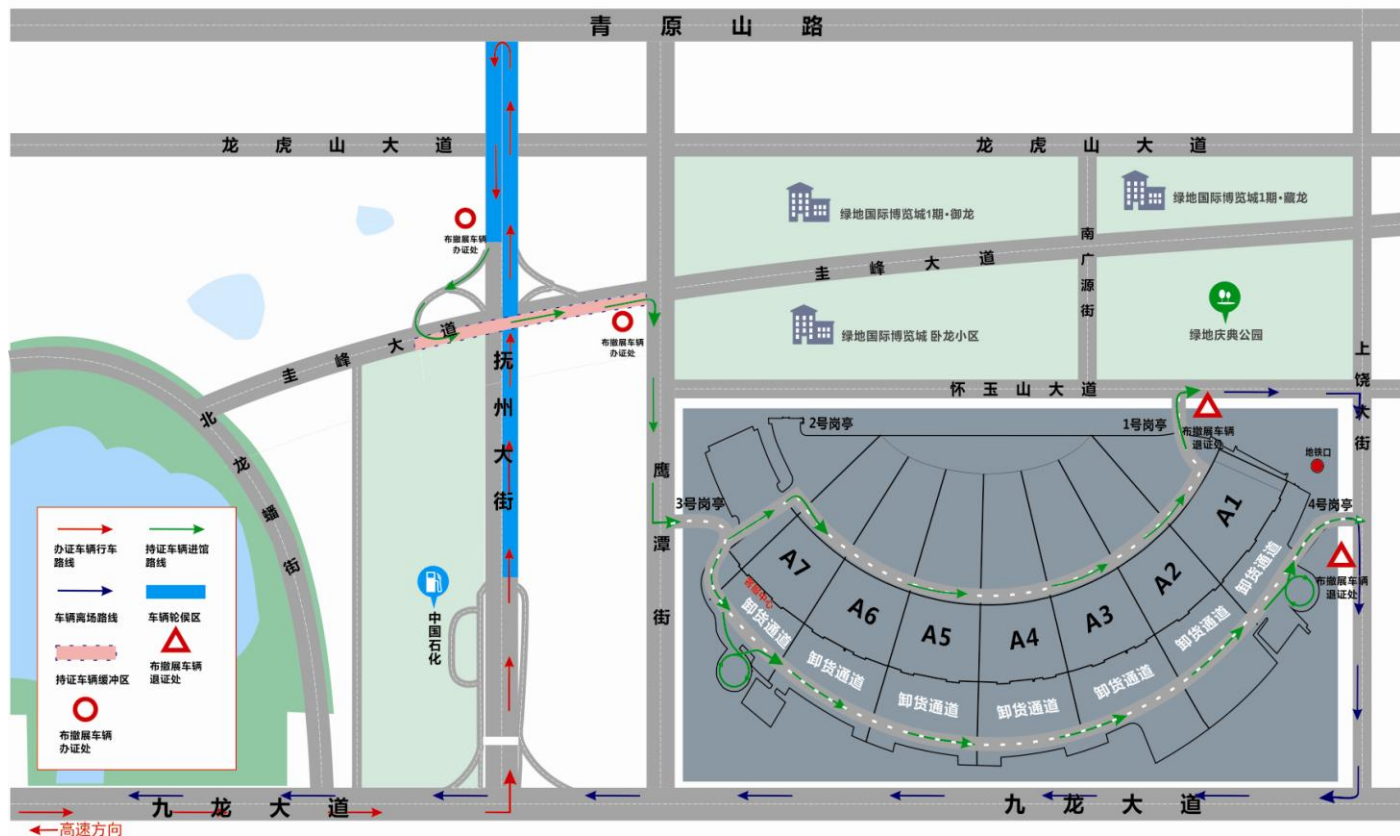 青原山路
龙虎山大道
龙虎山大道
绿地国际博览城1期·御龙
绿地国际博览城1期·藏龙
布撤展车辆
办证处
南广源街
圭峰大道
绿地国际博览城 卧龙小区
绿地庆典公园
布撤展车辆
办证处
圭峰大道
抚州大街
上饶大街
怀玉山大道
北龙蟠街
2号岗亭
1号岗亭
布撤展车辆
退证处
地铁口
鹰潭街
3号岗亭
4号岗亭
布撤展车辆
退证处
A7
A6
A5
A4
A3
A2
A1
客服中心
卸货通道
卸货通道
卸货通道
卸货通道
卸货通道
卸货通道
卸货通道
中国石化
办证车辆行车
路线
持证车辆进馆
路线
车辆离场路线
车辆轮侯区
持证车辆缓冲区
布撤展车辆
退证处
布撤展车辆
办证处
九龙大道
九龙大道
高速方向